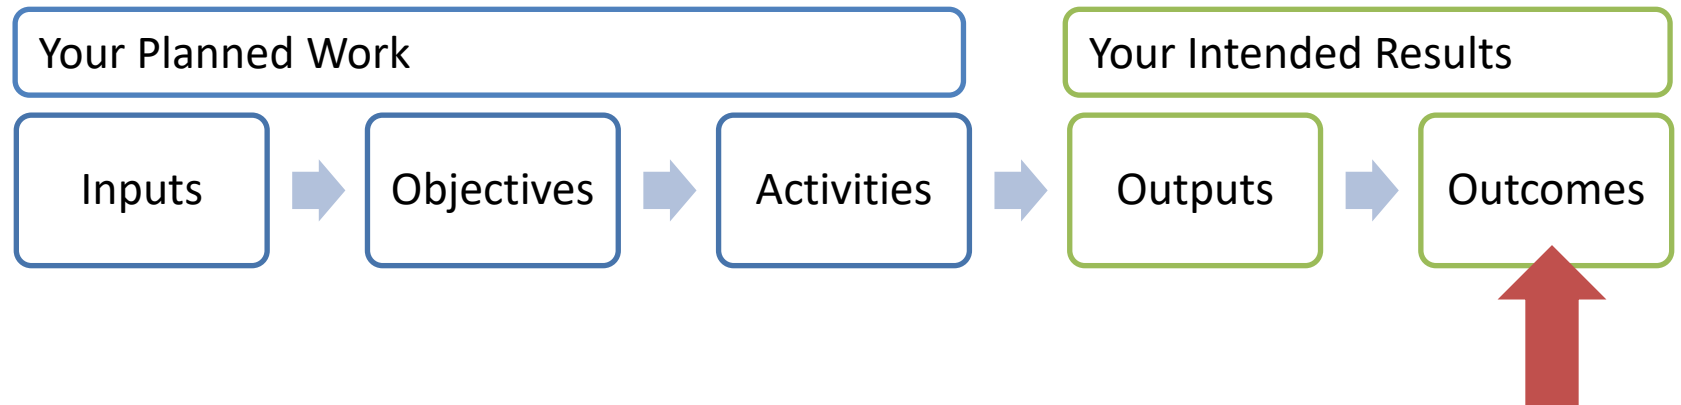 Your Planned Work
Your Intended Results
Inputs
Objectives
Activities
Outputs
Outcomes